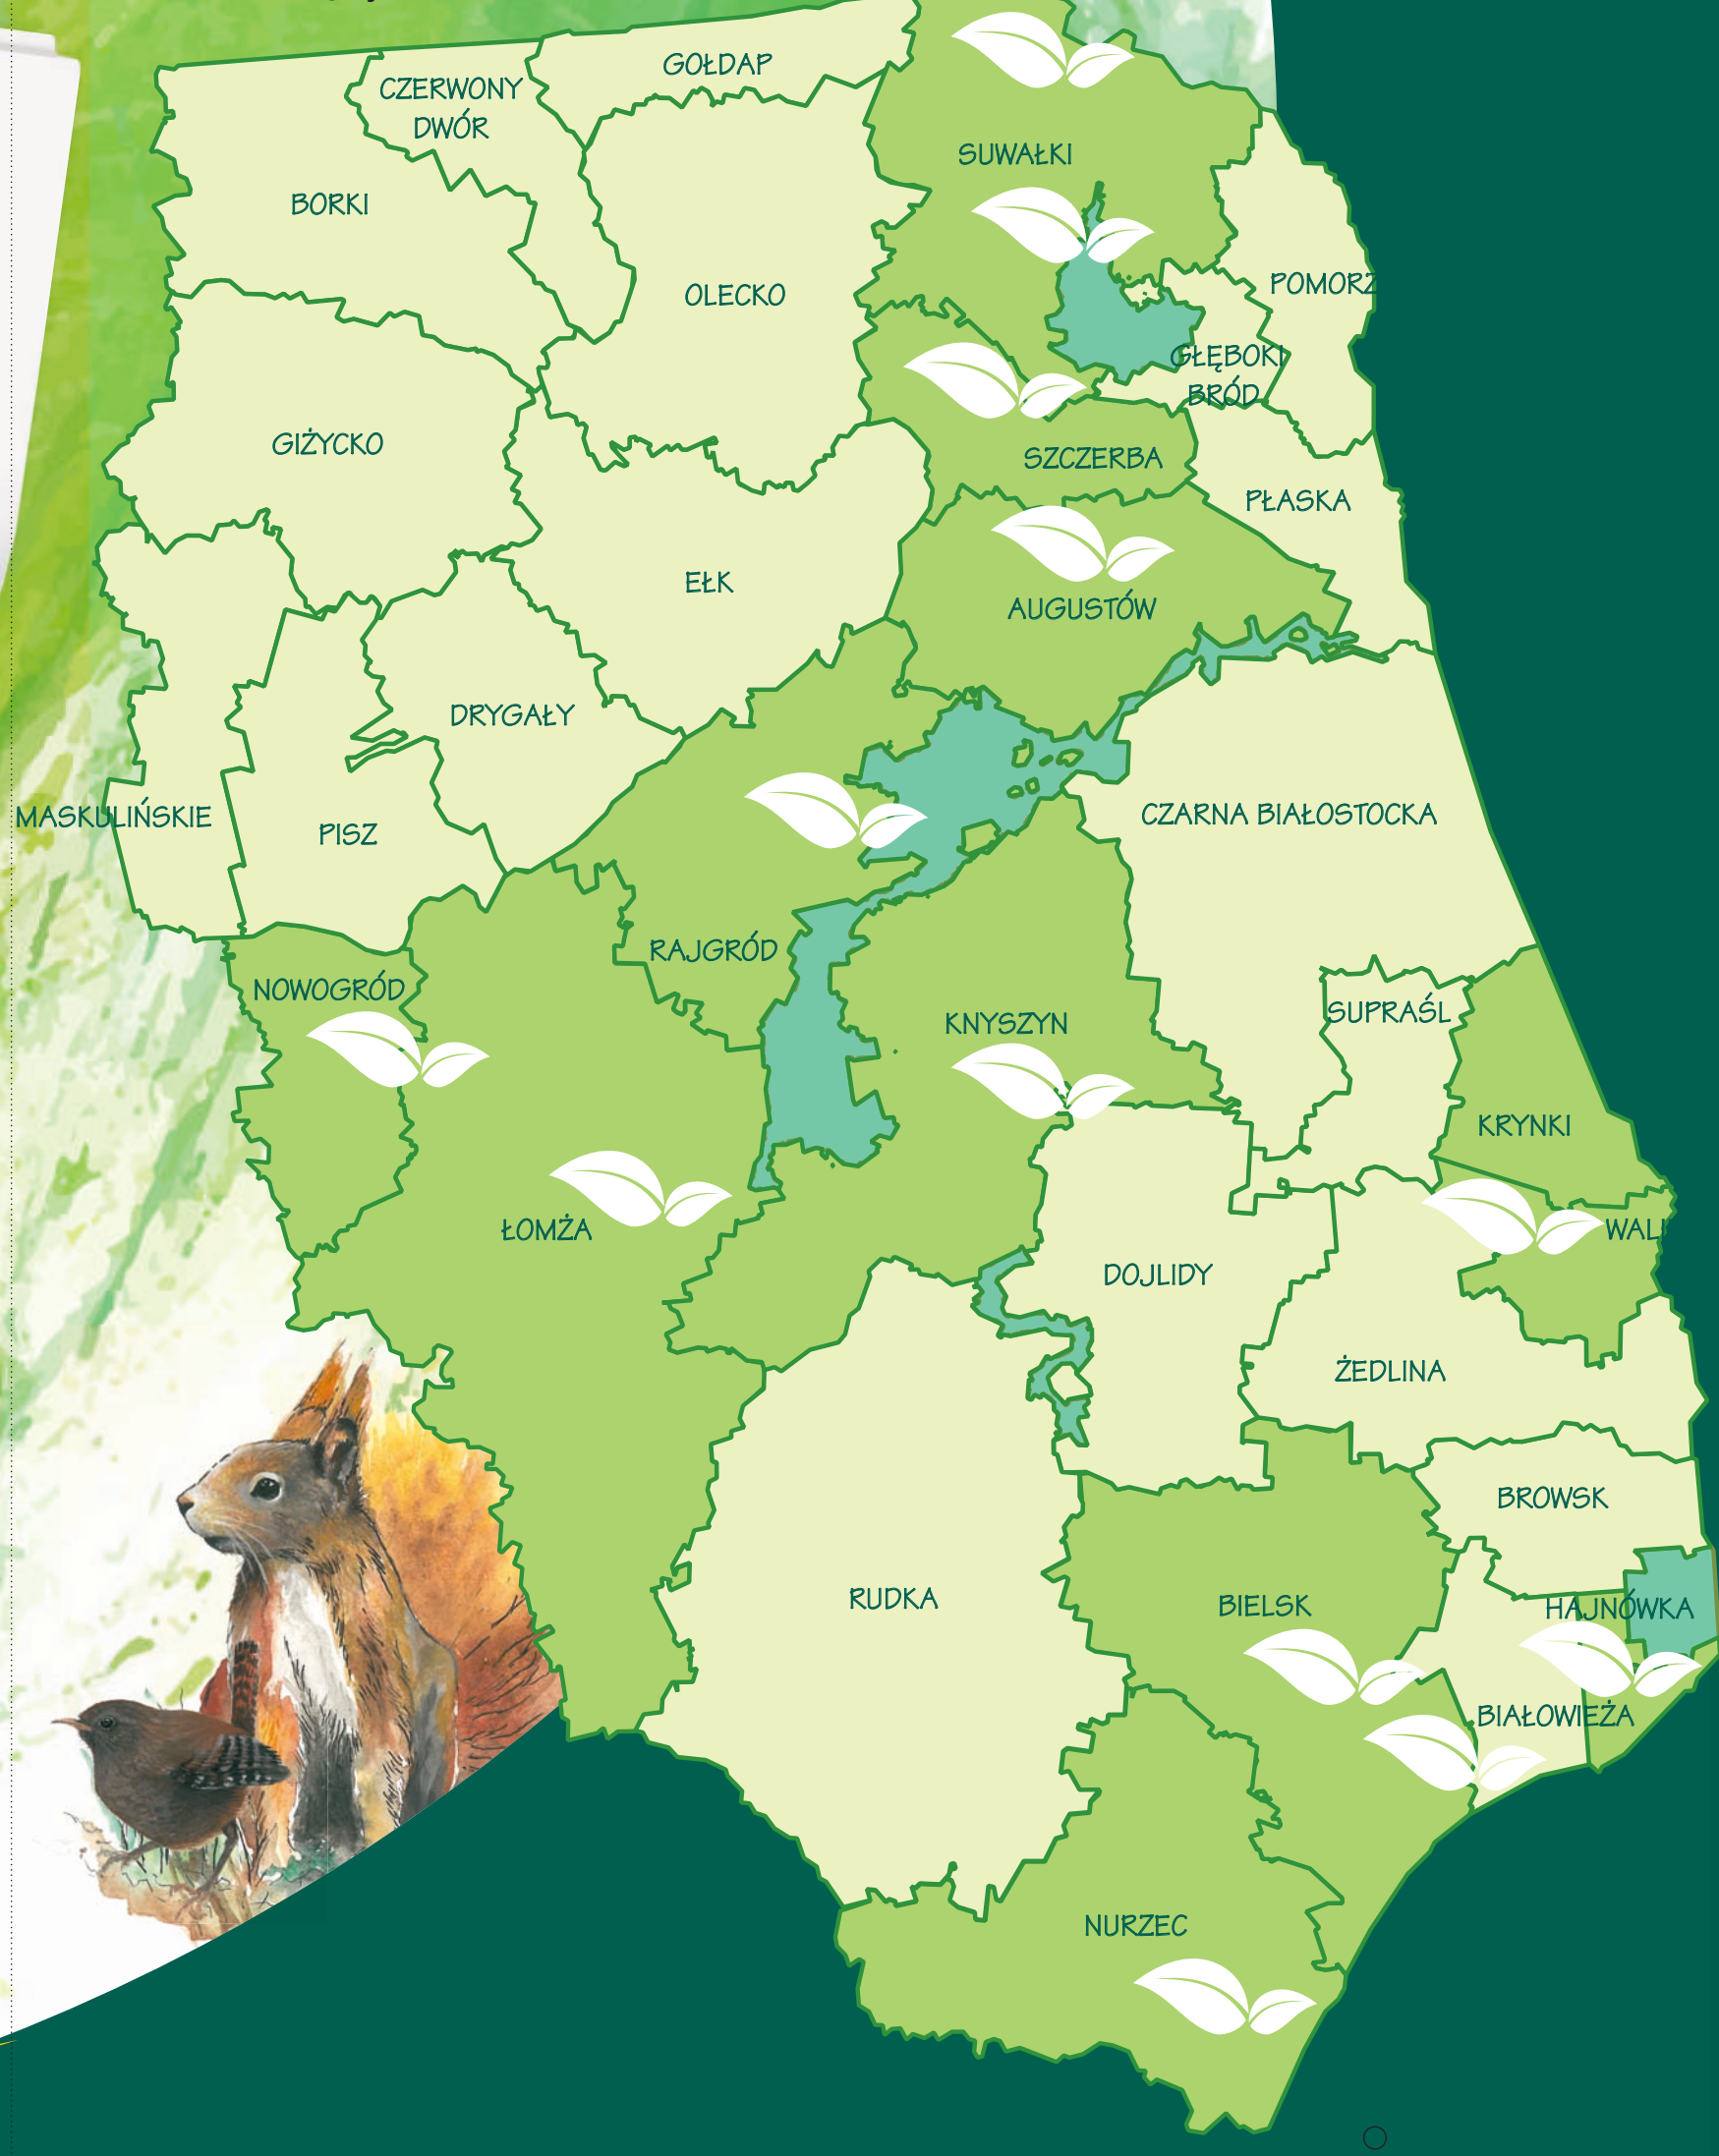 GOŁDAP
CZERWONY
DWÓR
SUWAŁKI
BORKI
OLECKO
POMORZ
GŁĘBOKI
BRÓD
GIŻYCKO
SZCZERBA
PŁASKA
EŁK
AUGUSTÓW
DRYGAŁY
MASKULIŃSKIE
PISZ
CZARNA BIAŁOSTOCKA
RAJGRÓD
NOWOGRÓD
KNYSZYN
SUPRAŚL
KRYNKI
ŁOMŻA
WALI
DOJLIDY
ŻEDLINA
BROWSK
RUDKA
BIELSK
HAJNÓWKA
BIAŁOWIEŻA
NURZEC